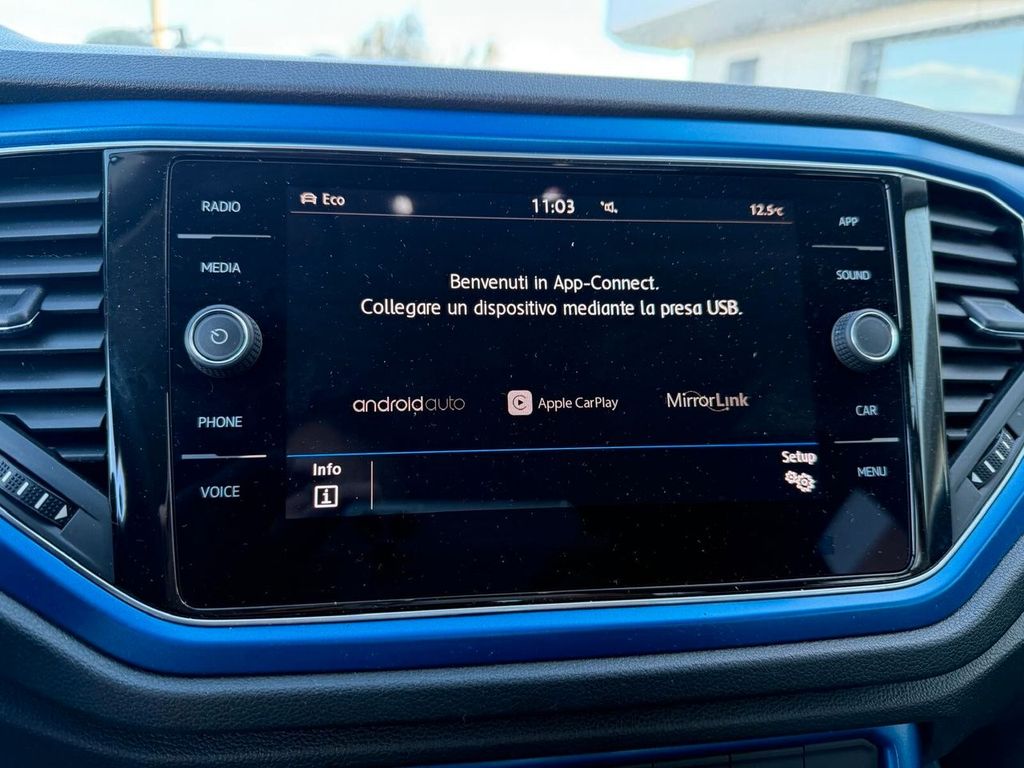 RADIO
MEDIA
PHONE
VOICE
Eco 11:03 12.5°C
Benvenuti in App-Connect.
Collegare un dispositivo mediante la presa USB.
androidauto Apple CarPlay MirrorLink
Info Setup
i
APP
SOUND
CAR
MENU